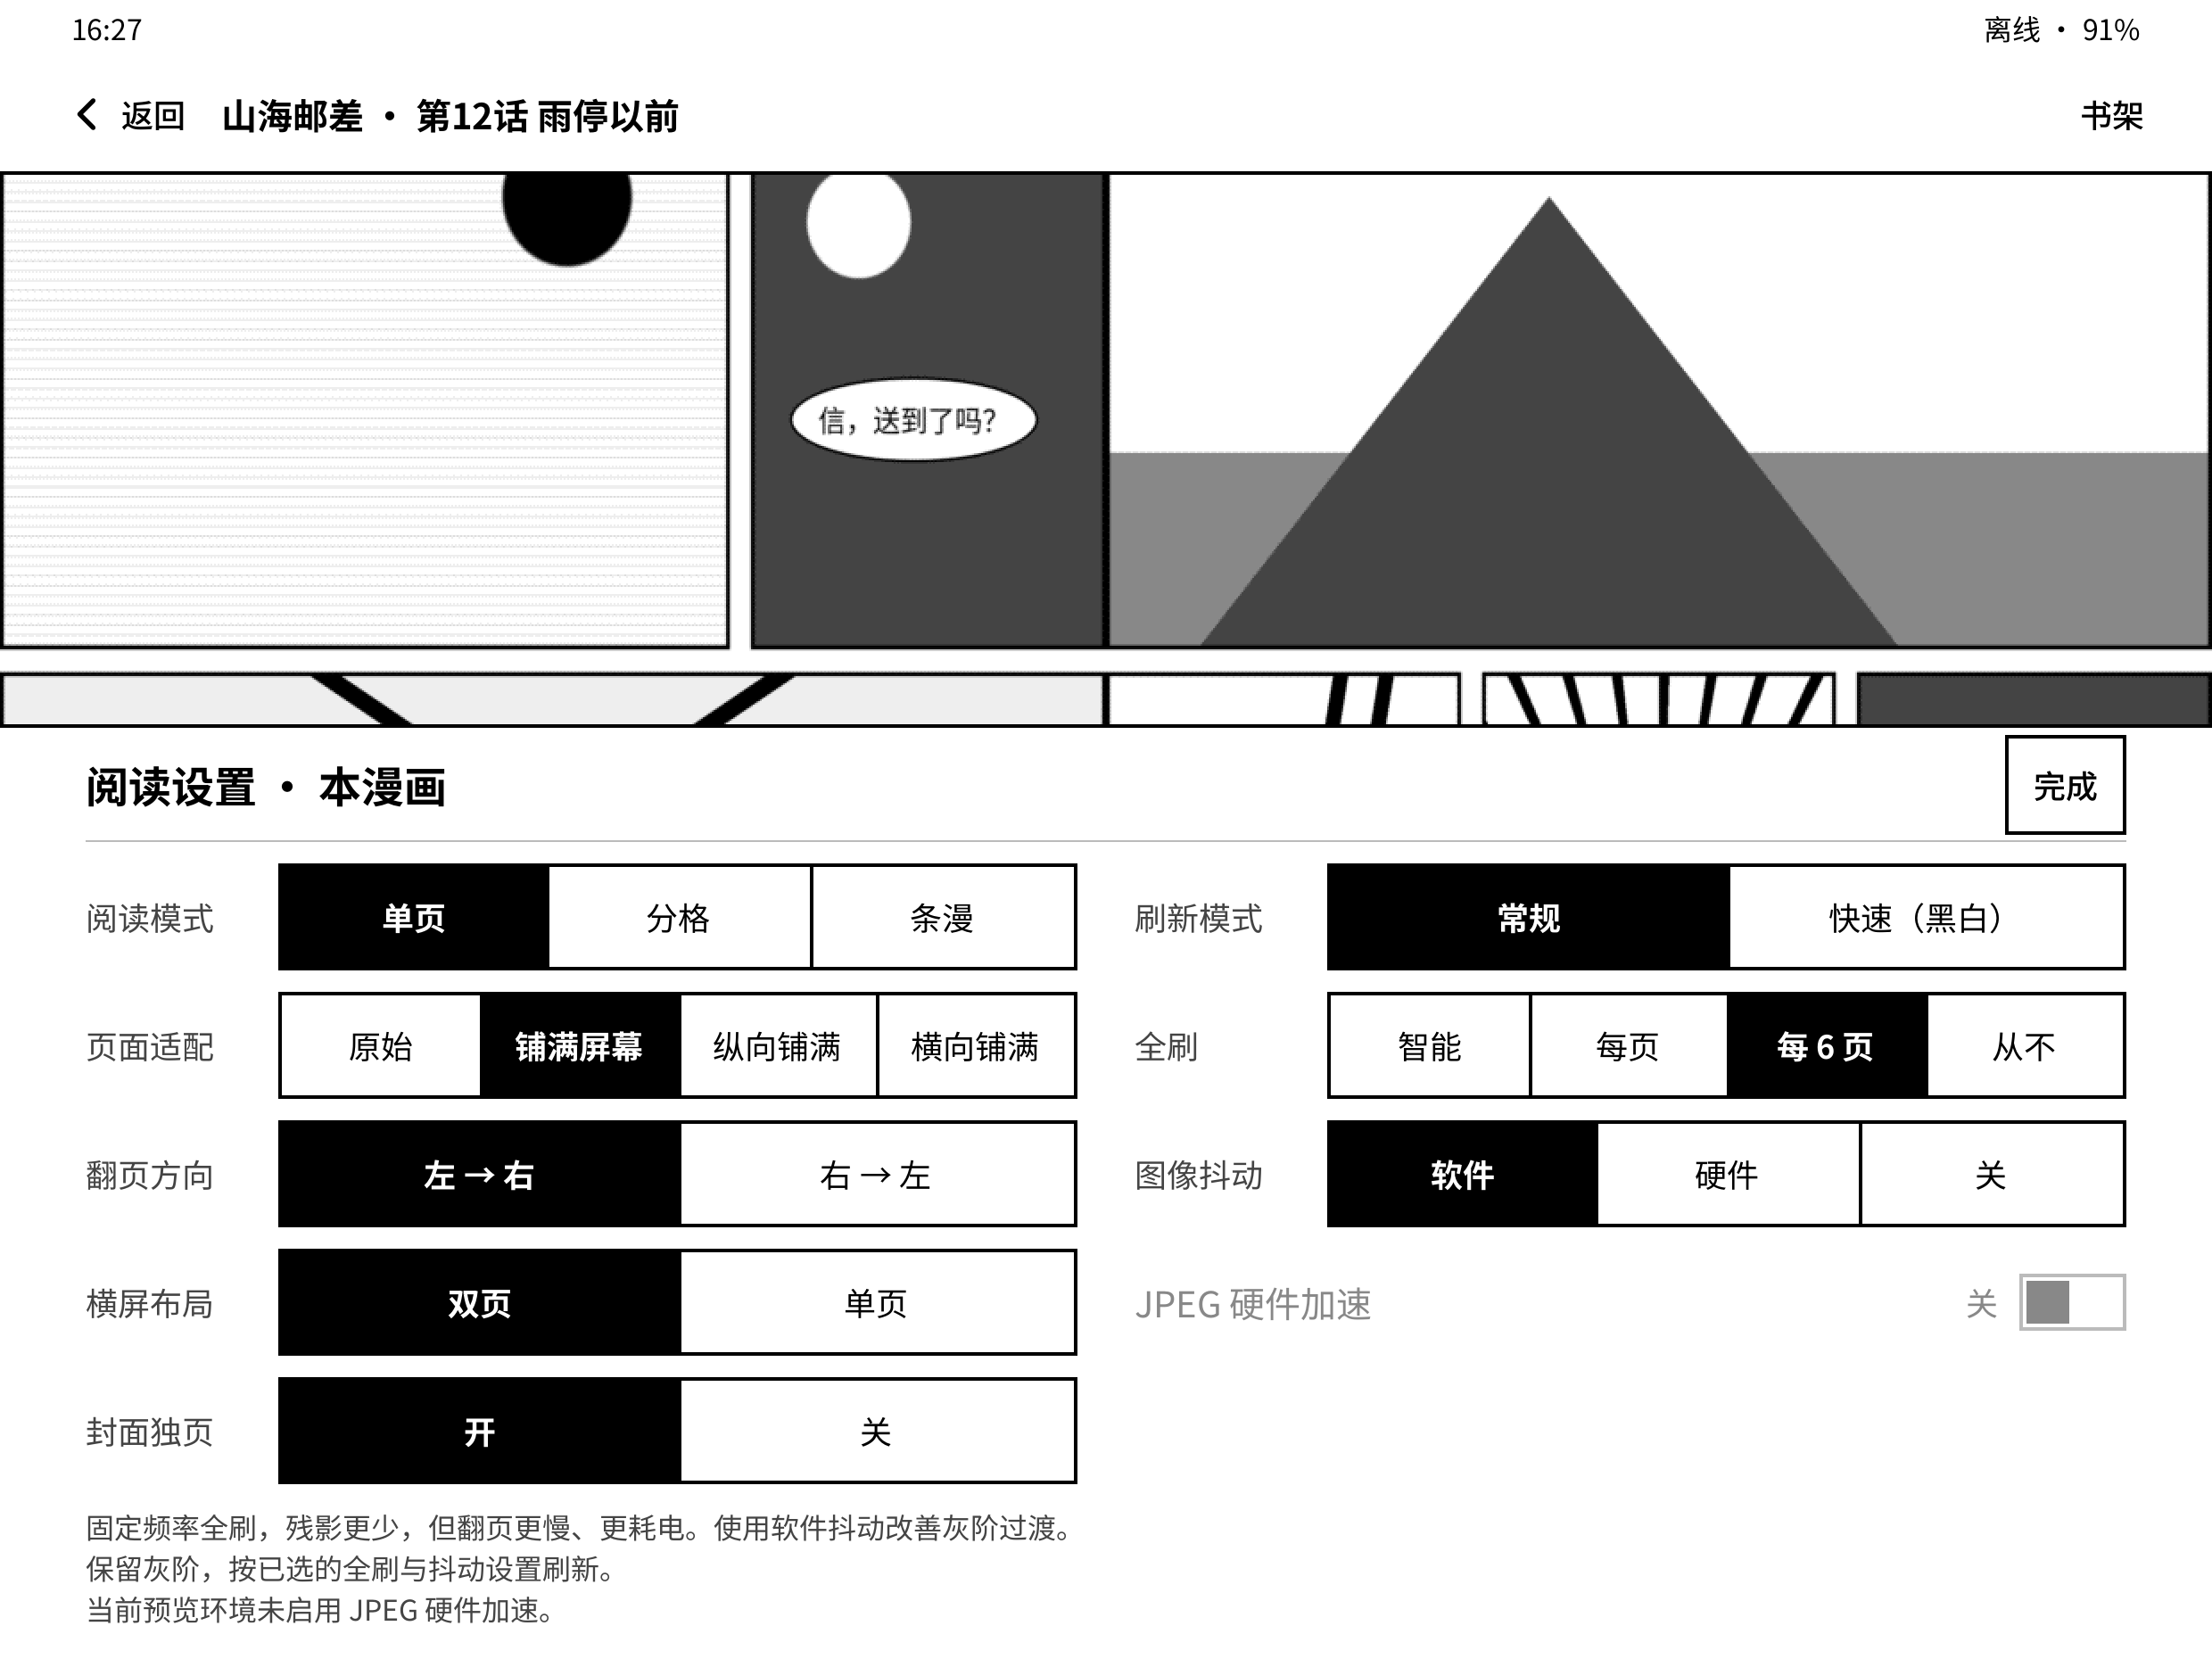 16:27
离线 • 91%
返回 山海邮差 • 第12话 雨停以前
书架
信，送到了吗？
阅读设置 • 本漫画
完成
阅读模式 单页 分格 条漫
刷新模式 常规 快速（黑白）
页面适配 原始 铺满屏幕 纵向铺满 横向铺满
全刷 智能 每页 每 6 页 从不
翻页方向 左 → 右 右 → 左
图像抖动 软件 硬件 关
横屏布局 双页 单页
JPEG 硬件加速 关
封面独页 开 关
固定频率全刷，残影更少，但翻页更慢、更耗电。使用软件抖动改善灰阶过渡。
保留灰阶，按已选的全刷与抖动设置刷新。
当前预览环境未启用 JPEG 硬件加速。